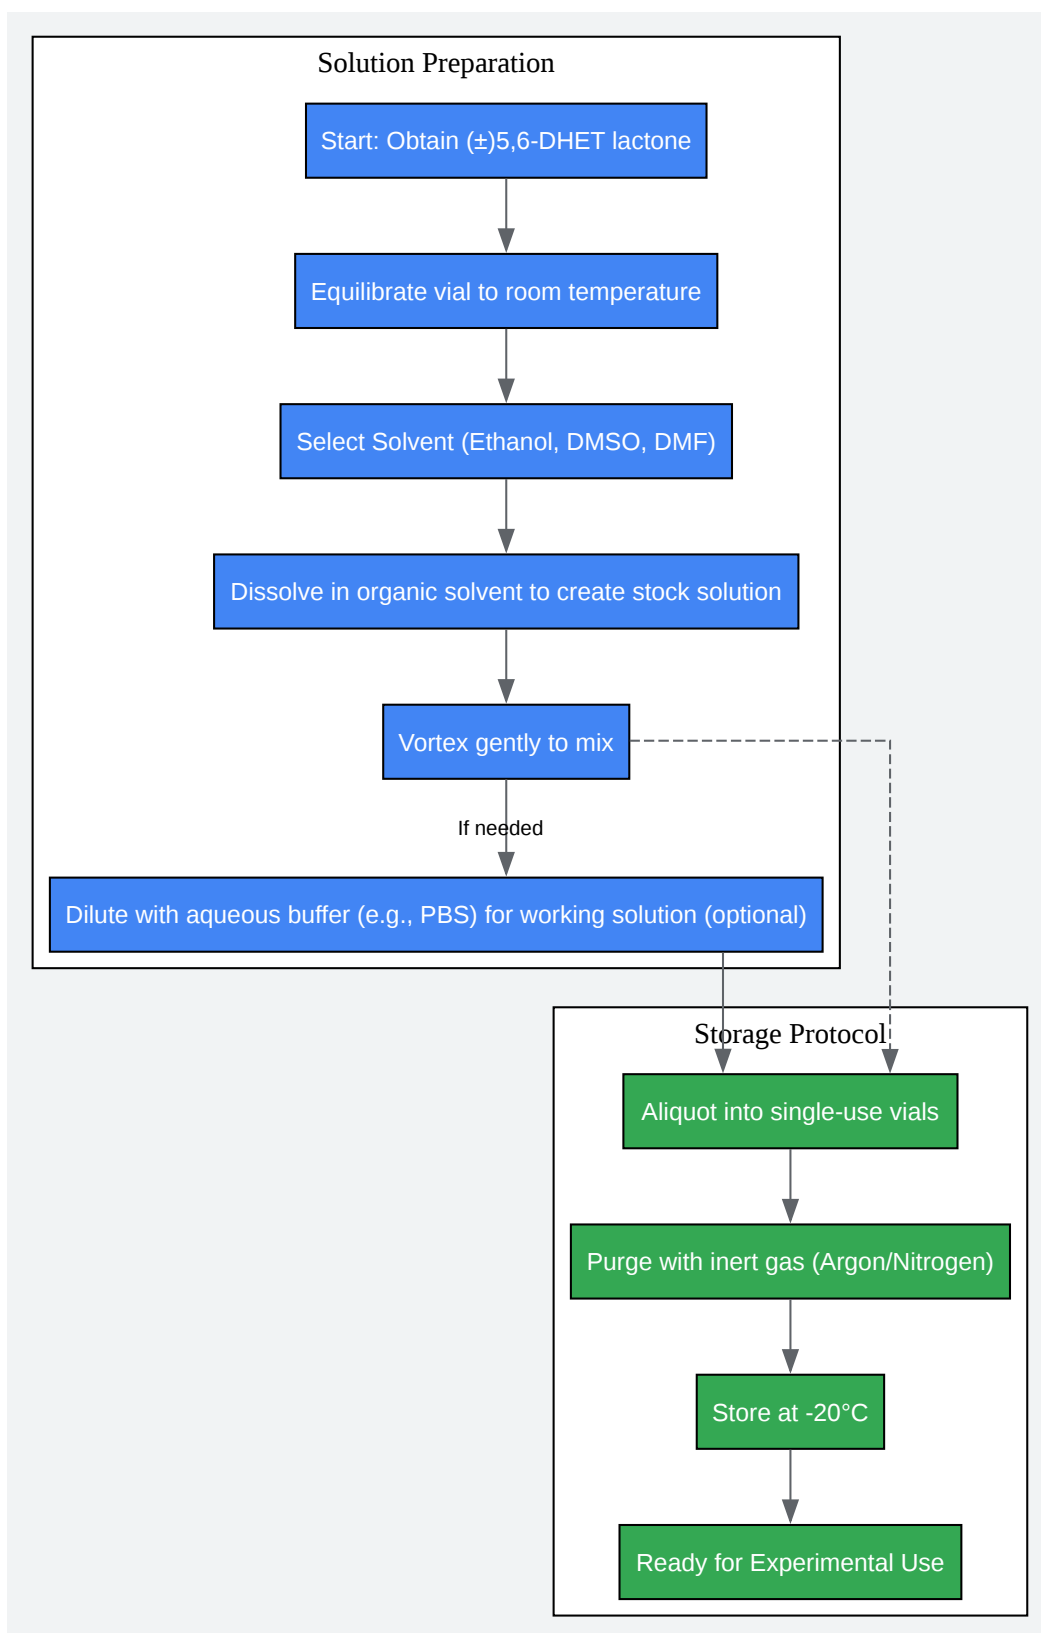 Solution Preparation
Start: Obtain (±)5,6-DHET lactone
Equilibrate vial to room temperature
Select Solvent (Ethanol, DMSO, DMF)
Dissolve in organic solvent to create stock solution
Vortex gently to mix
If needed
Dilute with aqueous buffer (e.g., PBS) for working solution (optional)
Storage Protocol
Aliquot into single-use vials
Purge with inert gas (Argon/Nitrogen)
Store at -20°C
Ready for Experimental Use